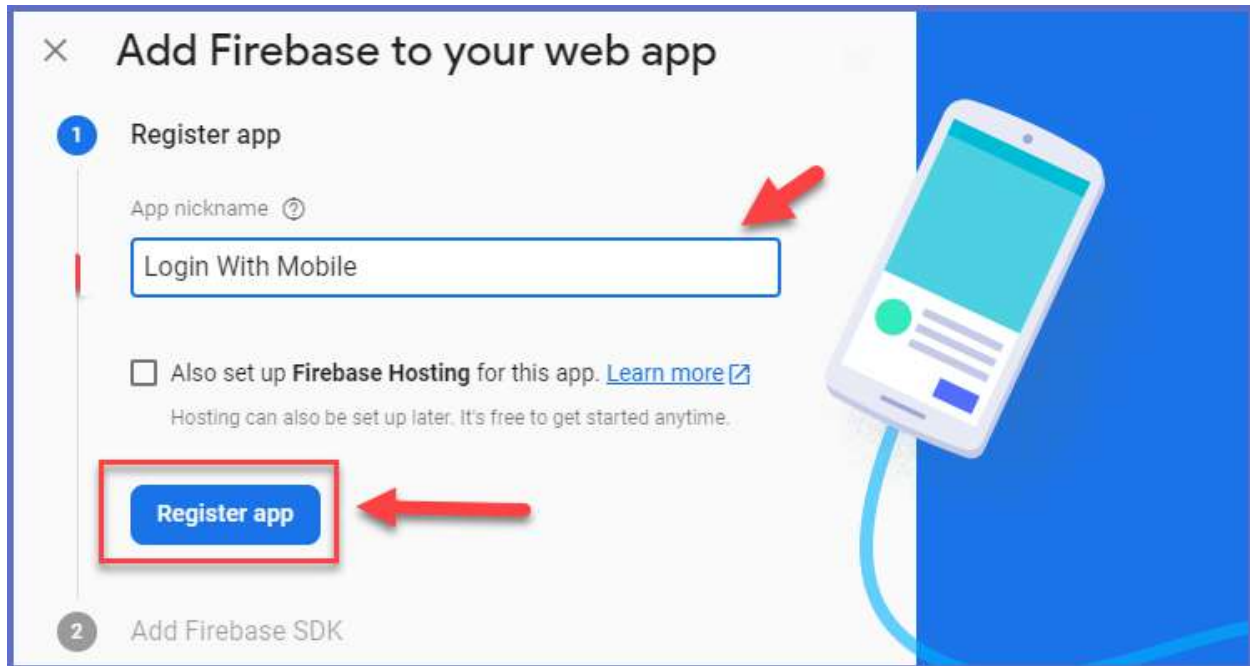 Add Firebase to your web app
1
Register app
App nickname
Login With Mobile
Also set up Firebase Hosting for this app. Learn more
Hosting can also be set up later. It's free to get started anytime.
Register app
2
Add Firebase SDK